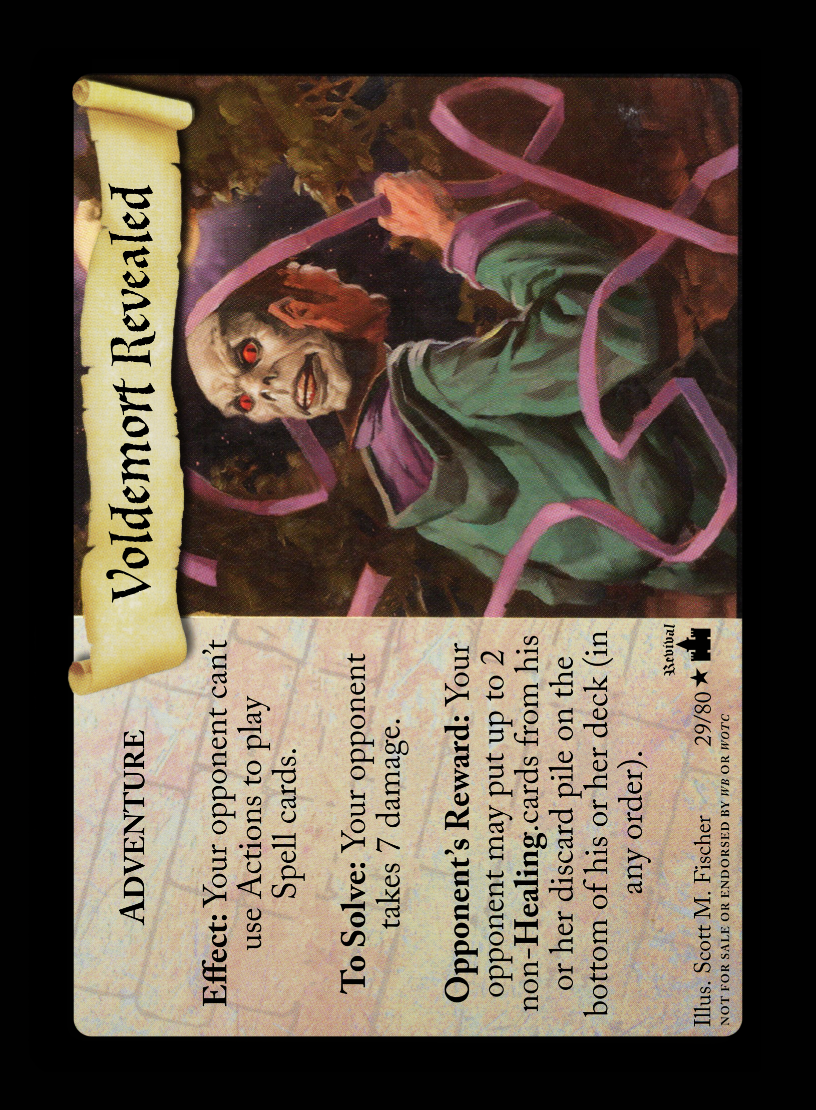 Voldemort Revealed
ADVENTURE
Effect: Your opponent can't
use Actions to play
Spell cards.
To Solve: Your opponent
takes 7 damage.
Opponent's Reward: Your
opponent may put up to 2
non-Healing cards from his
or her discard pile on the
bottom of his or her deck (in
any order).
Illus. Scott M. Fischer 29/80 ★
Revival
NOT FOR SALE OR ENDORSED BY WB OR WOTC